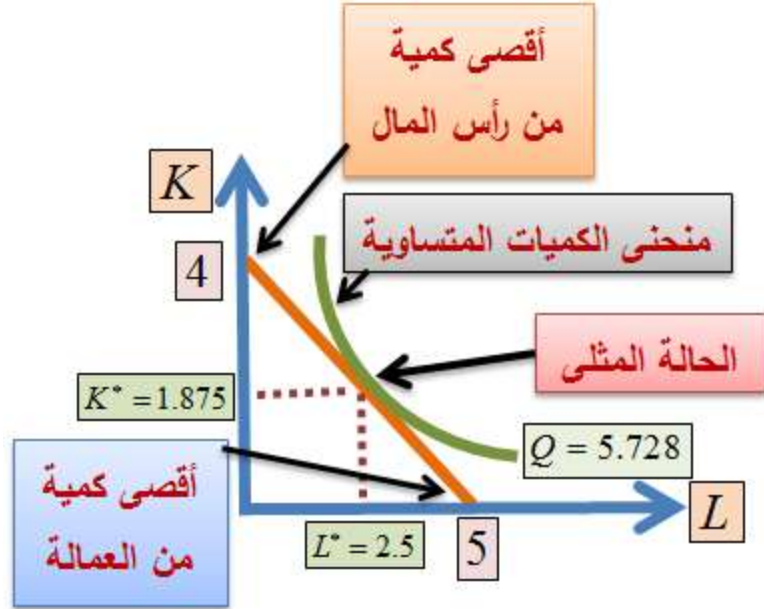 أقصى كمية
من رأس المال
K
منحنى الكميات المتساوية
4
الحالة المثلى
K* = 1.875
Q = 5.728
أقصى كمية
من العمالة
L* = 2.5
5
L